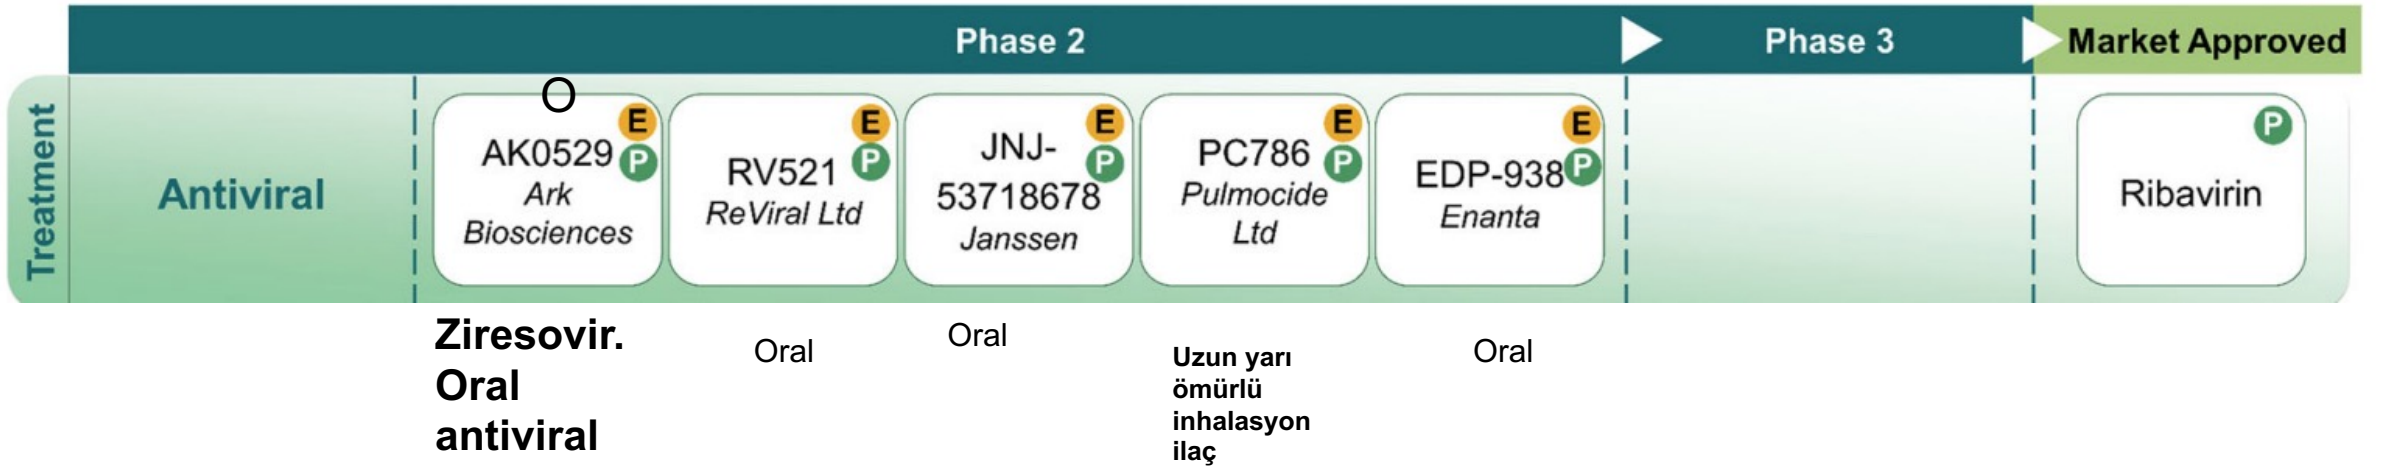 Phase 2
Phase 3
Market Approved
Treatment
Antiviral
O
AK0529
Ark
Biosciences
E
P
RV521
ReViral Ltd
E
P
JNJ-
53718678
Janssen
E
P
PC786
Pulmocide
Ltd
E
P
EDP-938
Enanta
E
P
Ribavirin
P
Ziresovir.
Oral
antiviral
Oral
Oral
Uzun yarı
ömürlü
inhalasyon
ilaç
Oral